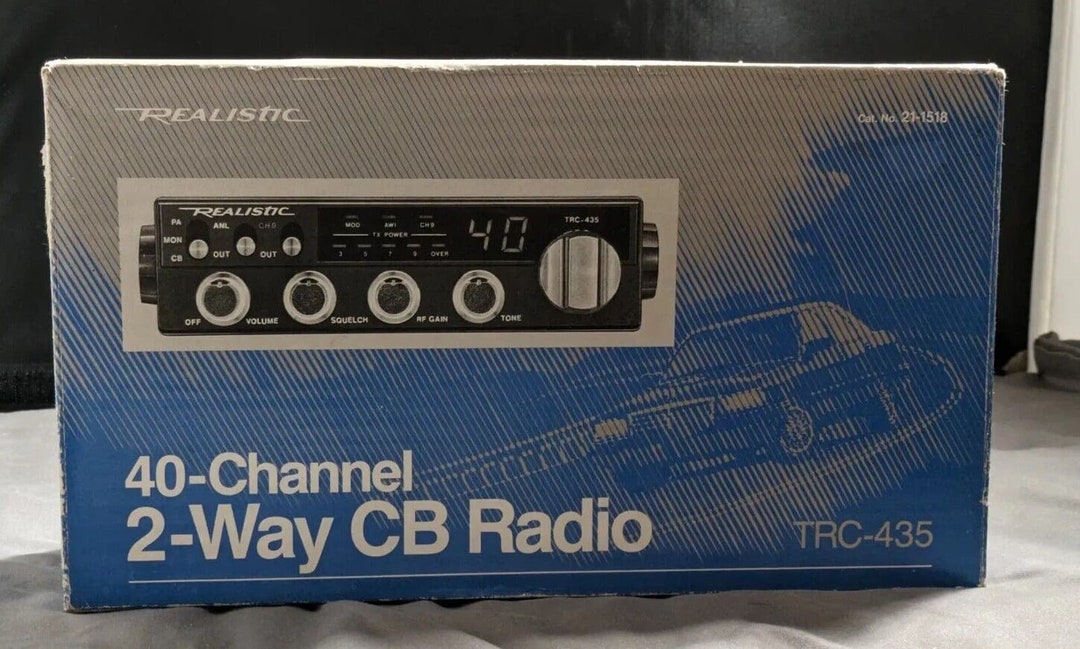 REALISTIC
Cat. No. 21-1518
REALISTIC
PA
ANL
CH9
MON
CB
OUT
OUT
MOD
AWI
CH 9
TX POWER
3 5 7 9 OVER
40
TRC-435
OFF
VOLUME
SQUELCH
RF GAIN
TONE
40-Channel
2-Way CB Radio
TRC-435